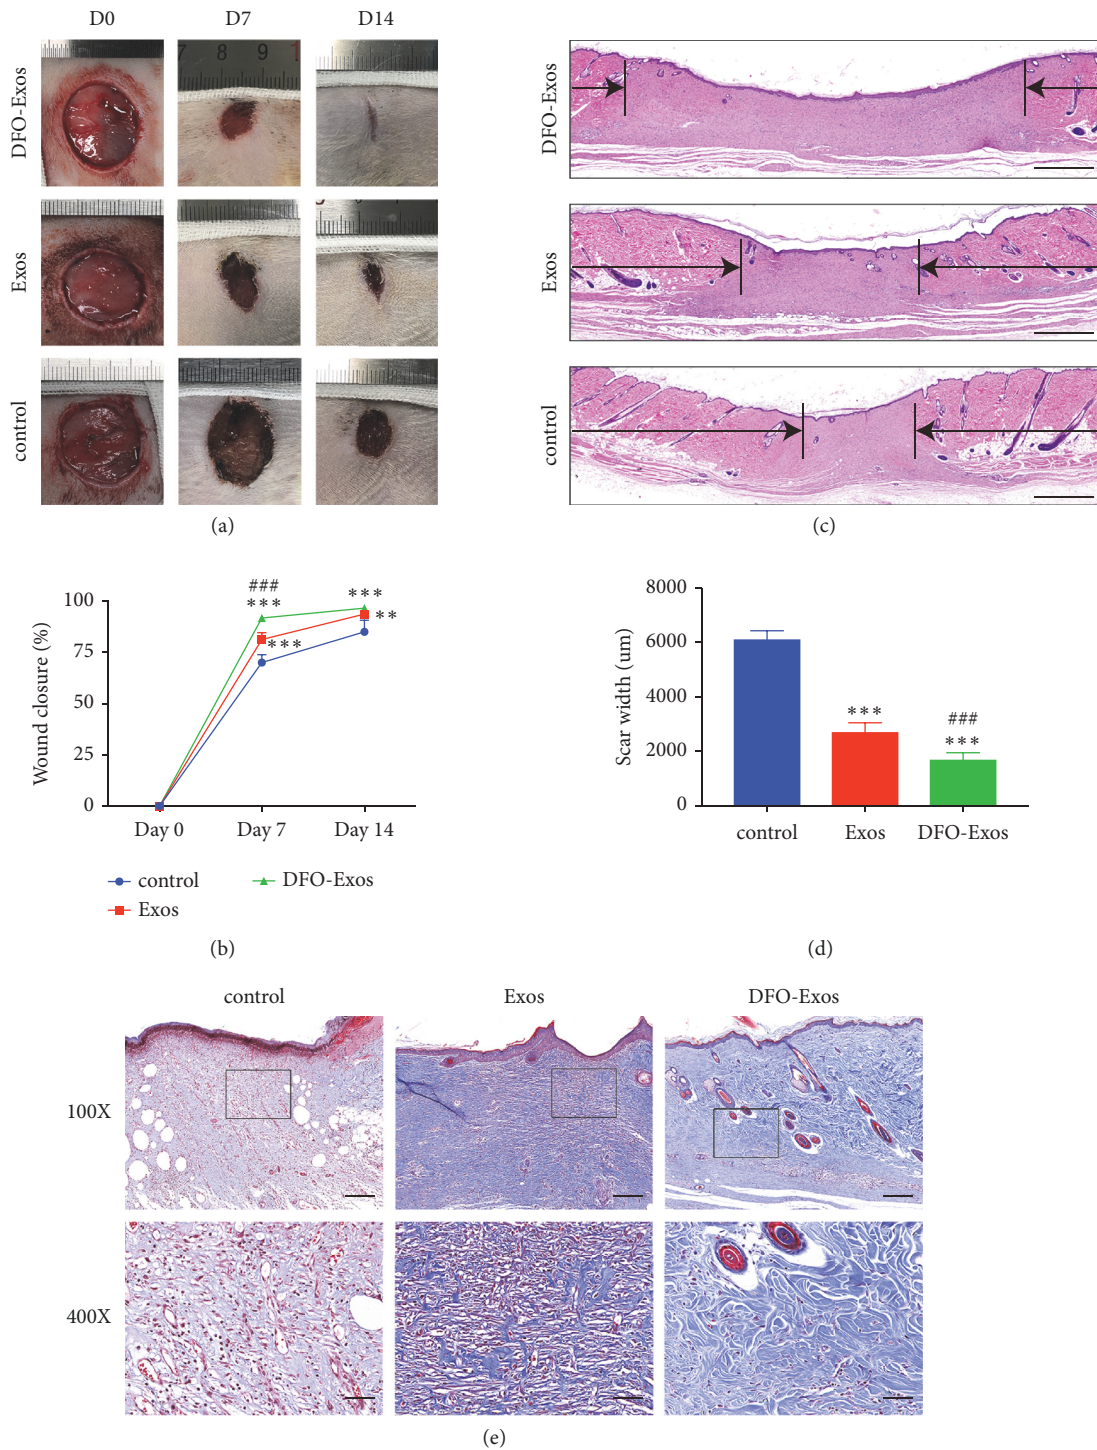 D0 D7 D14
DFO-Exos
7 8 9 1
Exos
control
(a)
DFO-Exos
Exos
control
(c)
Wound closure (%)
100
75
50
25
0
###
***
***
***
**
Day 0 Day 7 Day 14
control DFO-Exos
Exos
(b)
Scar width (um)
8000
6000
4000
2000
0
***
###
***
control Exos DFO-Exos
(d)
control Exos DFO-Exos
100X
400X
(e)